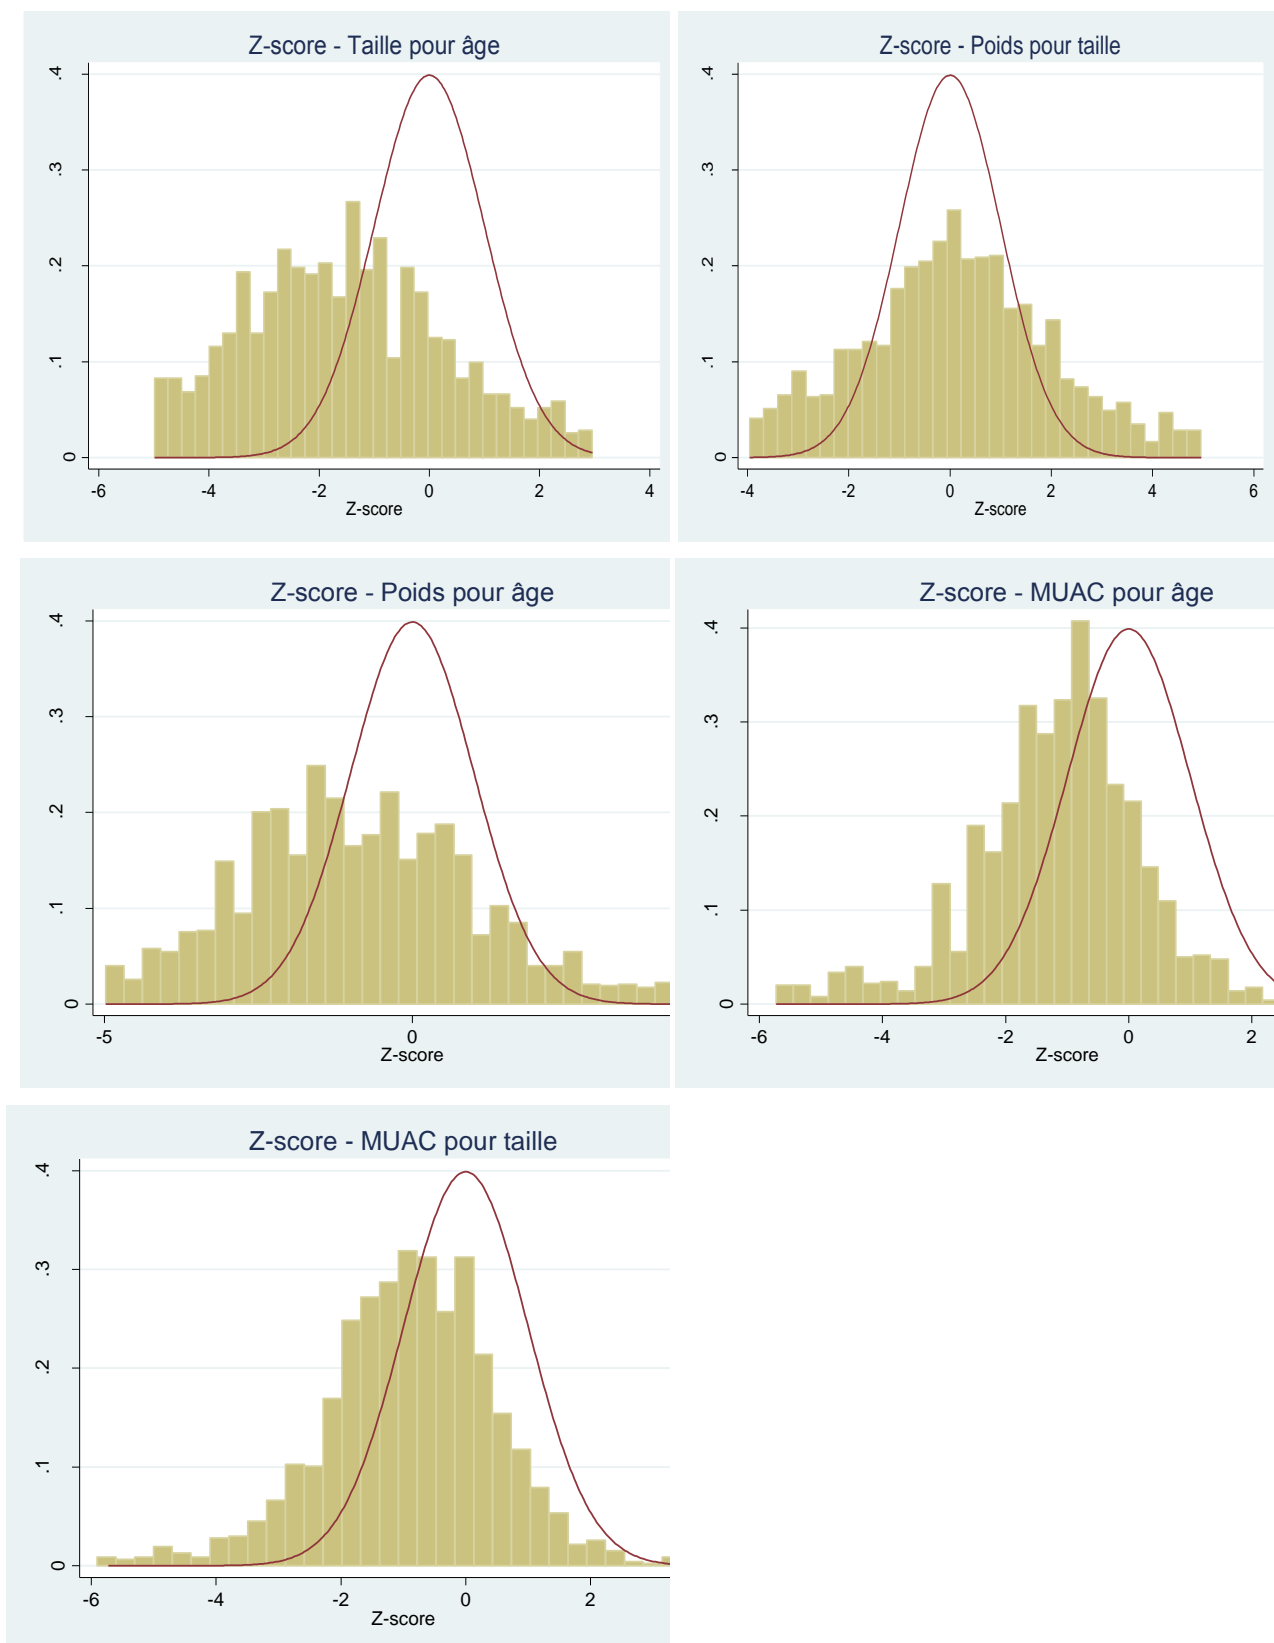 Z-score - Taille pour âge
.4
.3
.2
.1
0
-6 -4 -2 0 2 4
Z-score
Z-score - Poids pour taille
.4
.3
.2
.1
0
-4 -2 0 2 4 6
Z-score
Z-score - Poids pour âge
.4
.3
.2
.1
0
-5 0
Z-score
Z-score - MUAC pour âge
.4
.3
.2
.1
0
-6 -4 -2 0 2
Z-score
Z-score - MUAC pour taille
.4
.3
.2
.1
0
-6 -4 -2 0 2
Z-score